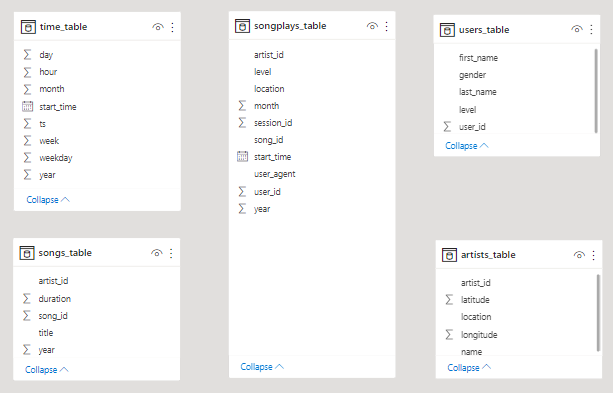 time_table
day
hour
month
start_time
ts
week
weekday
year
Collapse
songplays_table
artist_id
level
location
month
session_id
song_id
start_time
user_agent
user_id
year
Collapse
users_table
first_name
gender
last_name
level
user_id
Collapse
songs_table
artist_id
duration
song_id
title
year
Collapse
artists_table
artist_id
latitude
location
longitude
name
Collapse